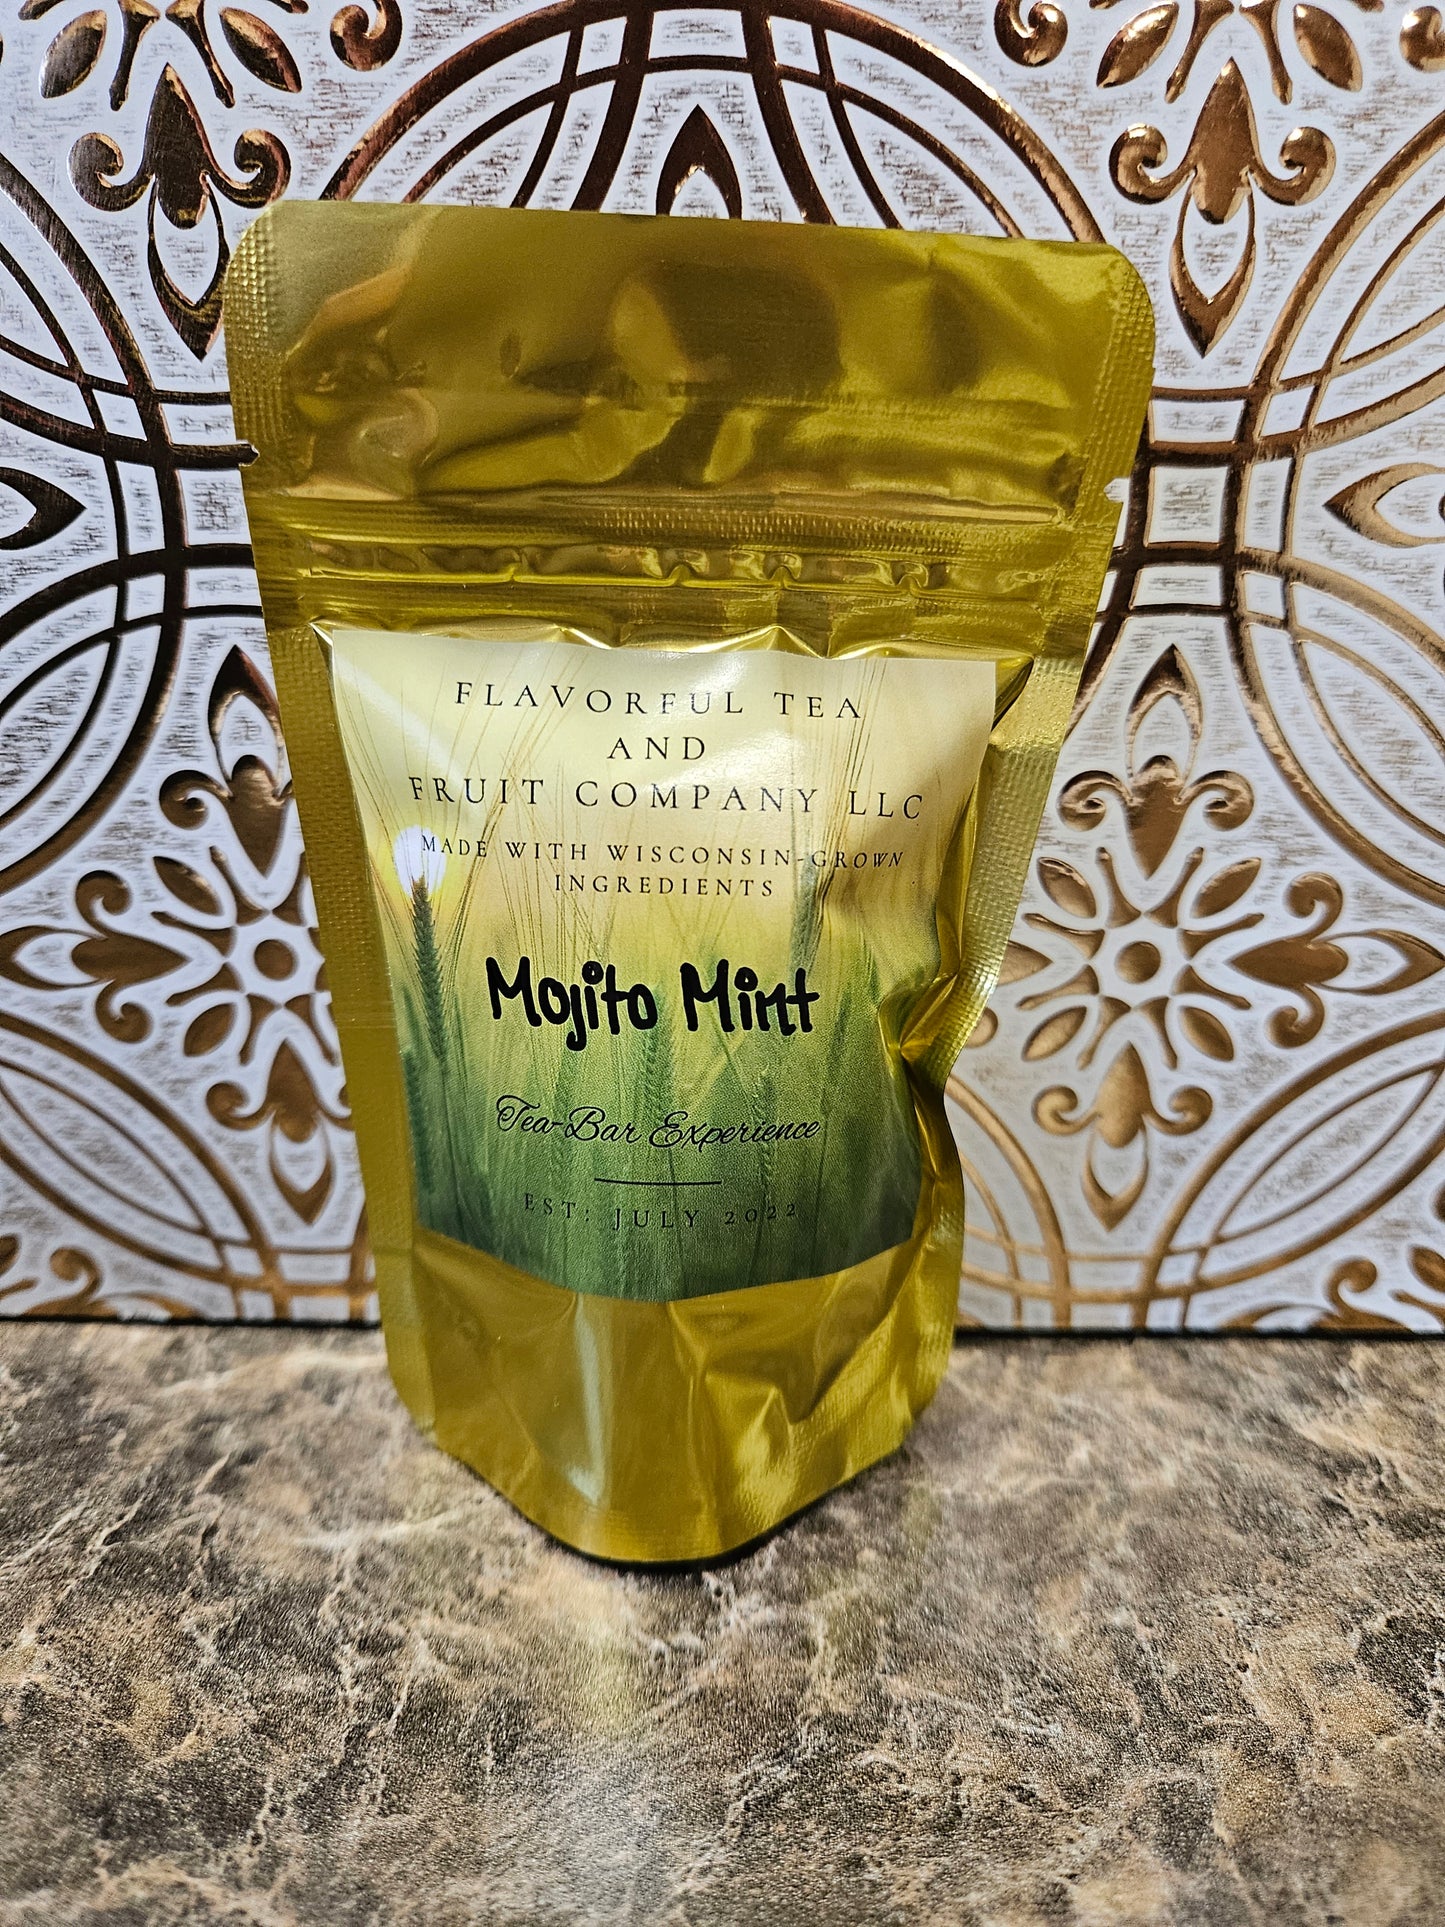 FLAVORFUL TEA
AND
FRUIT COMPANY LLC
MADE WITH WISCONSIN-GROWN
INGREDIENTS
Mojito Mint
Tea-Bar Experience
EST: JULY 2022